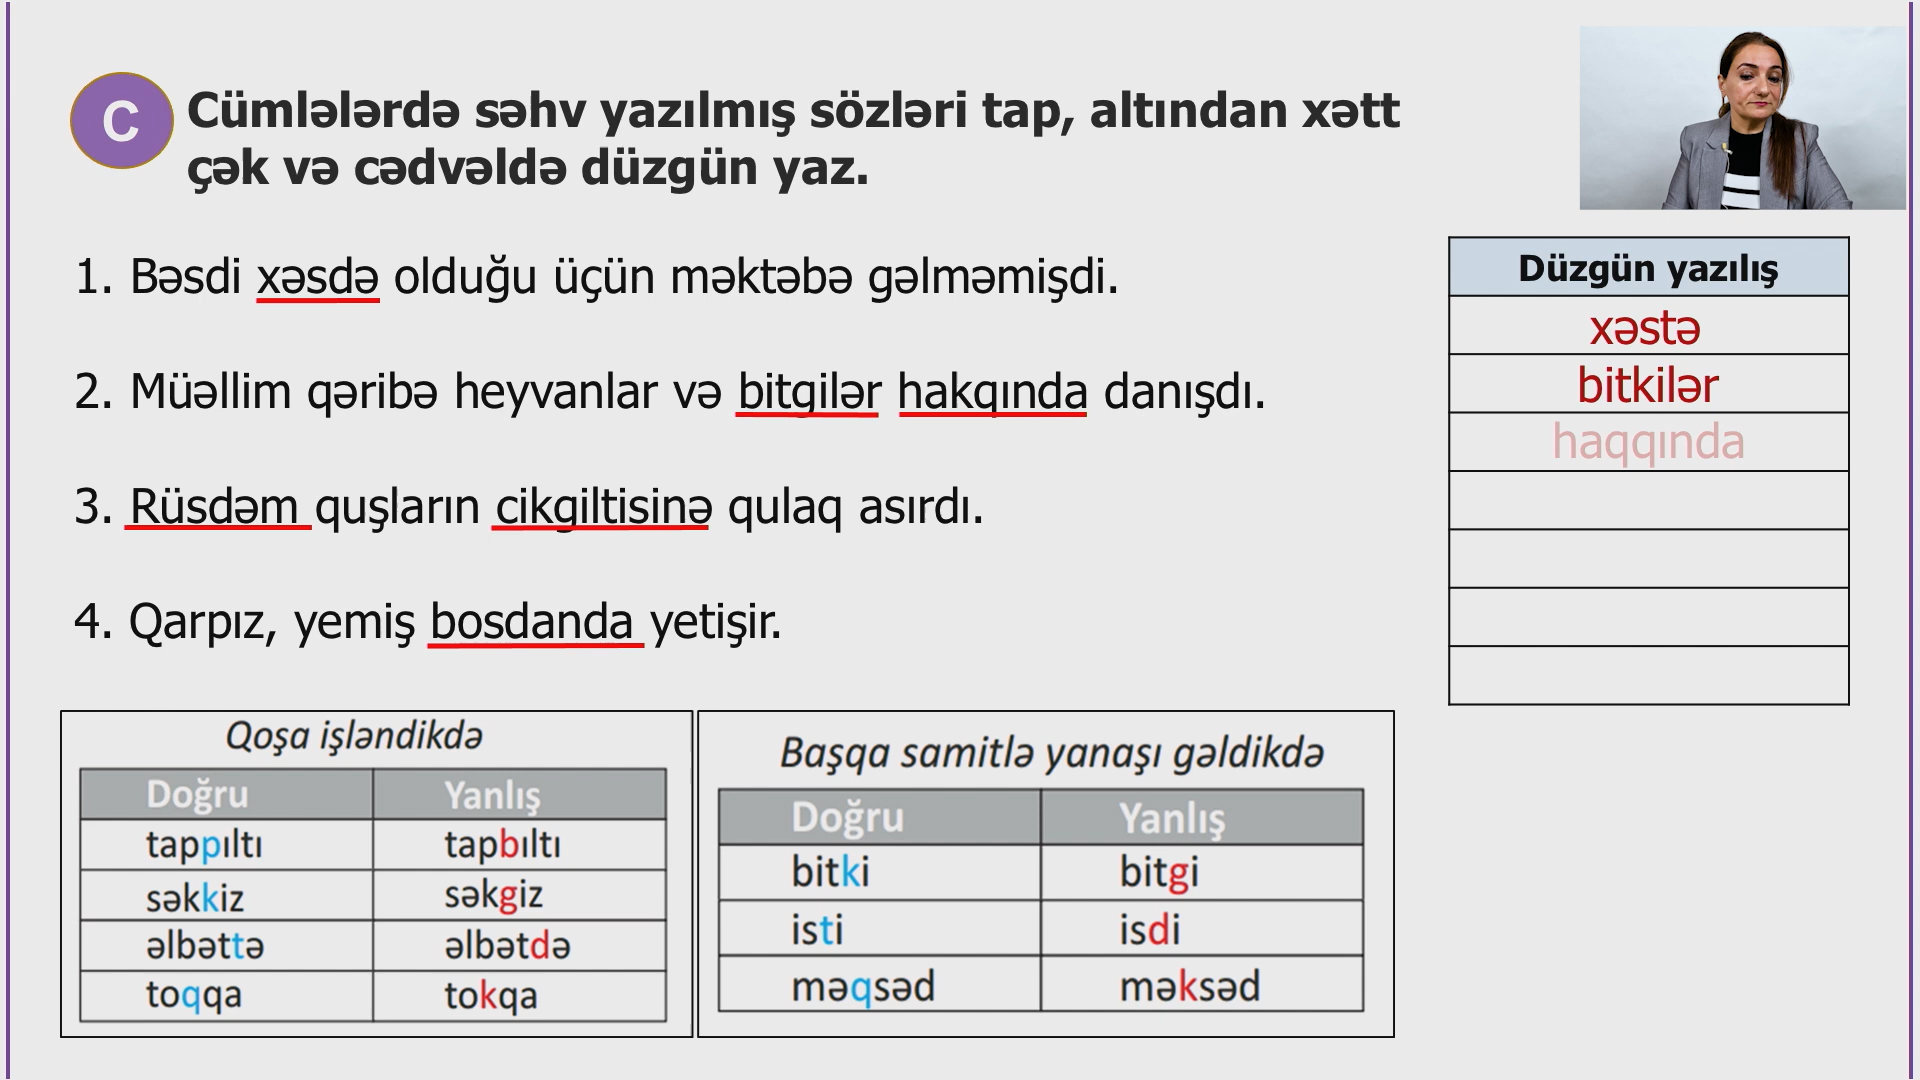 C
Cümlələrdə səhv yazılmış sözləri tap, altından xətt
çək və cədvəldə düzgün yaz.
1. Bəsdi xəsdə olduğu üçün məktəbə gəlməmişdi.
2. Müəllim qəribə heyvanlar və bitgilər hakqında danışdı.
3. Rüsdəm quşların cikgiltisinə qulaq asırdı.
4. Qarpız, yemiş bosdanda yetişir.
Düzgün yazılış
xəstə
bitkilər
haqqında
Qoşa işləndikdə
Doğru Yanlış
tappıltı tapbıltı
səkkiz səkgiz
əlbəttə əlbətdə
toqqa tokqa
Başqa samitlə yanaşı gəldikdə
Doğru Yanlış
bitki bitgi
isti isdi
məqsəd məksəd